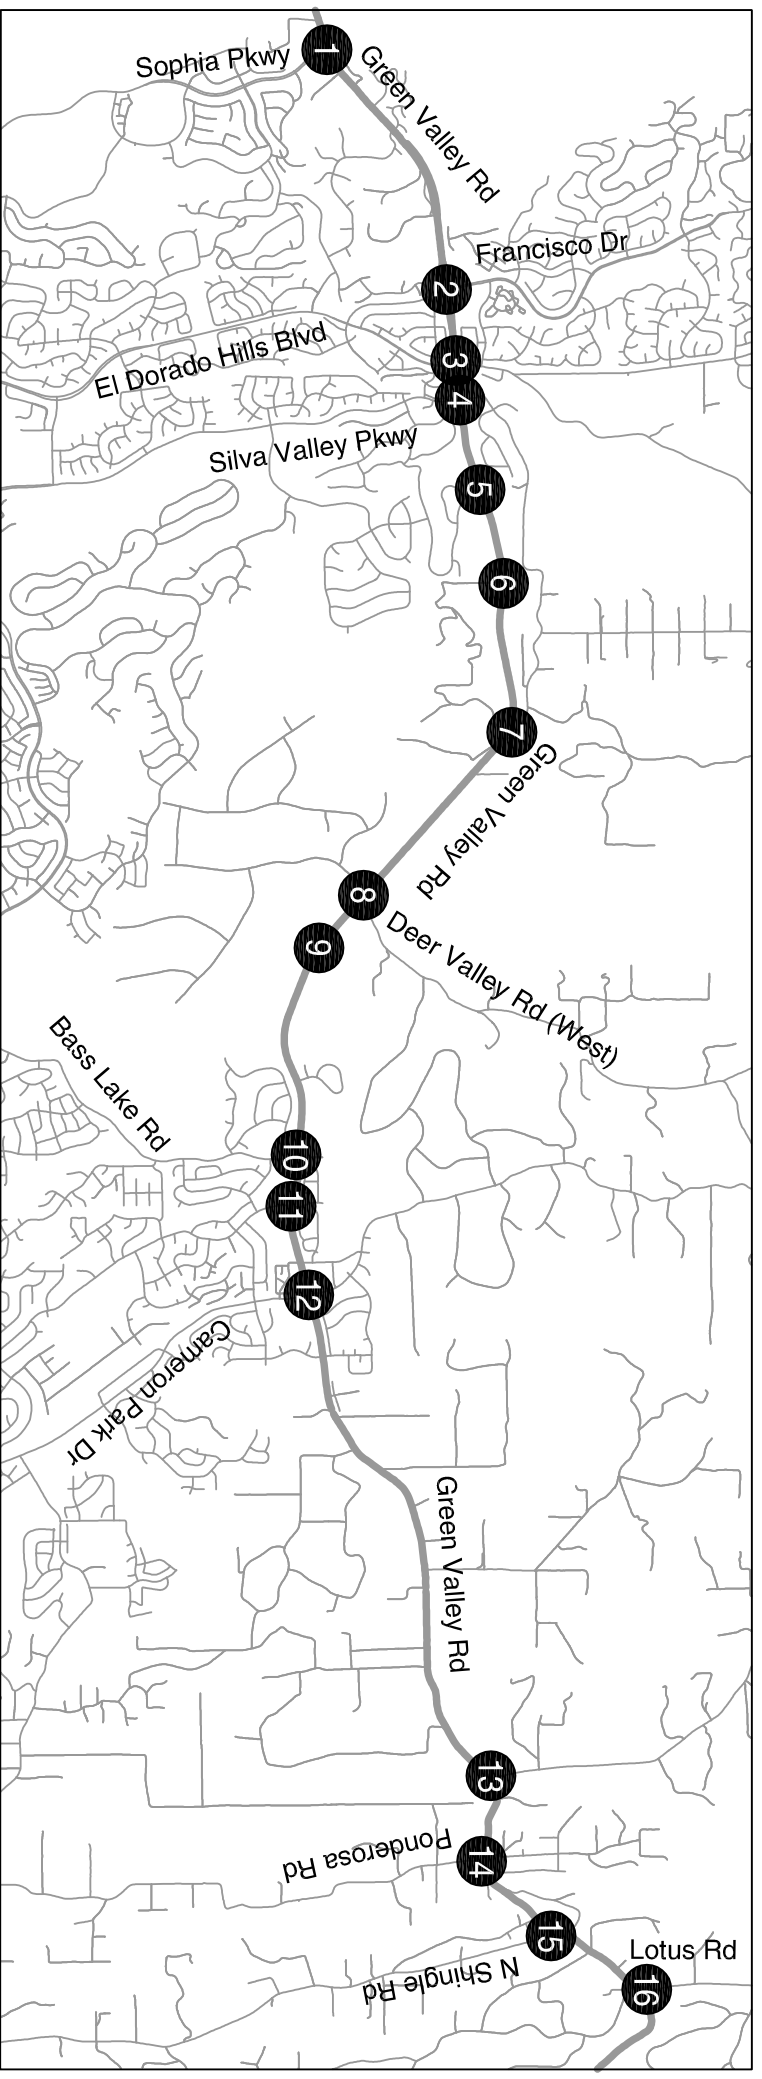 1
Sophia Pkwy
Green Valley Rd
Francisco Dr
2
El Dorado Hills Blvd
3
4
Silva Valley Pkwy
5
6
7
Green Valley Rd
8
Deer Valley Rd (West)
9
Bass Lake Rd
10
11
12
Cameron Park Dr
Green Valley Rd
13
Ponderosa Rd
14
15
N Shingle Rd
Lotus Rd
16